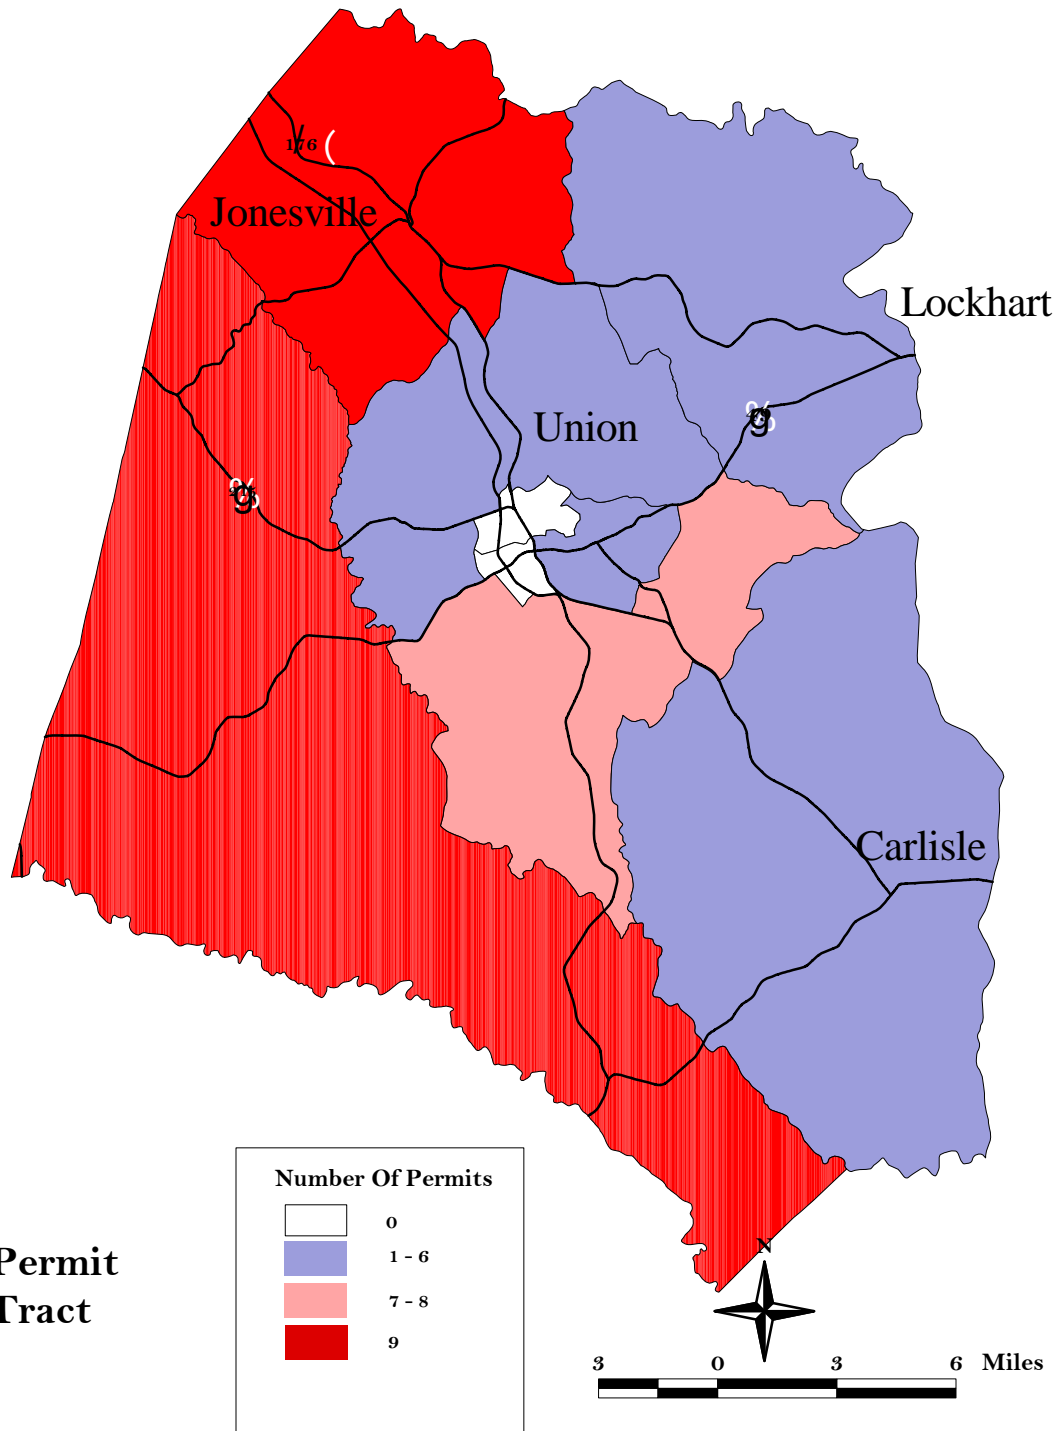 176
Jonesville
Lockhart
Union
Carlisle
Number Of Permits
0
1 - 6
7 - 8
9
Permit
Tract
N
3 0 3 6 Miles